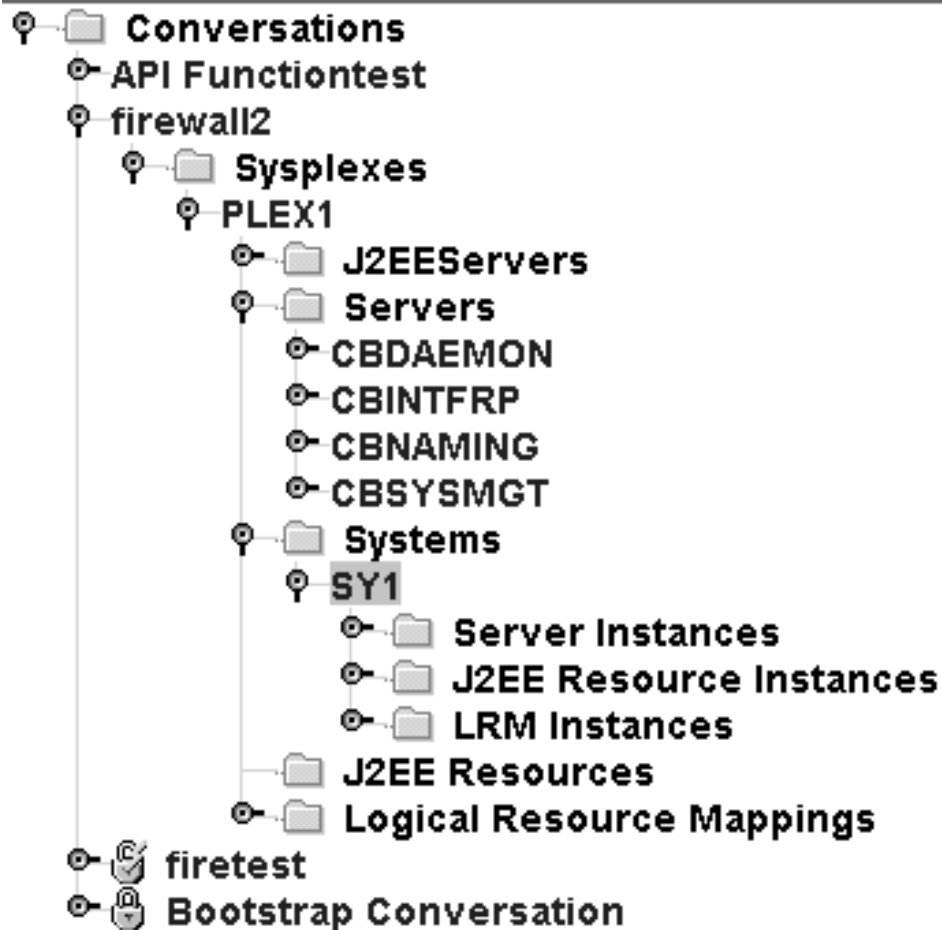 Conversations
API Functiontest
firewall2
Sysplexes
PLEX1
J2EEServers
Servers
CBDAEMON
CBINTFRP
CBNAMING
CBSYSMGT
Systems
SY1
Server Instances
J2EE Resource Instances
LRM Instances
J2EE Resources
Logical Resource Mappings
firetest
Bootstrap Conversation